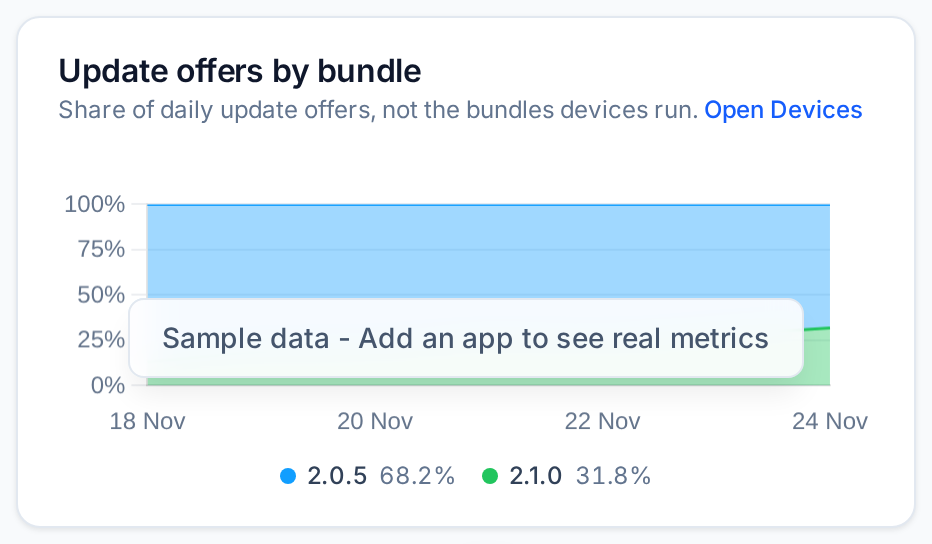 Update offers by bundle
Share of daily update offers, not the bundles devices run. Open Devices
100%
75%
50%
25%
0%
Sample data - Add an app to see real metrics
18 Nov 20 Nov 22 Nov 24 Nov
2.0.5 68.2% 2.1.0 31.8%